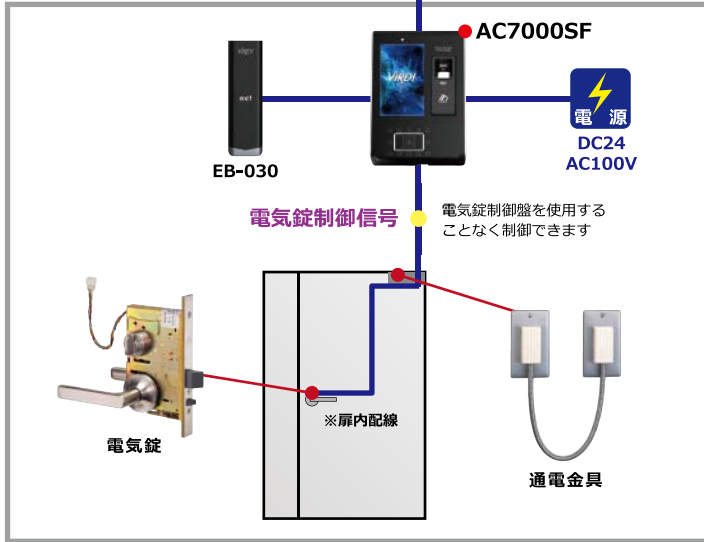 AC7000SF
ViRDI
電 源
DC24
AC100V
EB-030
電気錠制御信号
電気錠制御盤を使用する
ことなく制御できます
※扉内配線
電気錠
通電金具